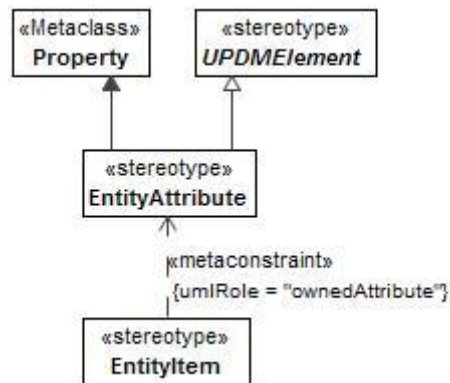 «Metaclass»
Property
«stereotype»
UPDMElement
«stereotype»
EntityAttribute
«metaconstraint»
{umlRole = "ownedAttribute"}
«stereotype»
EntityItem